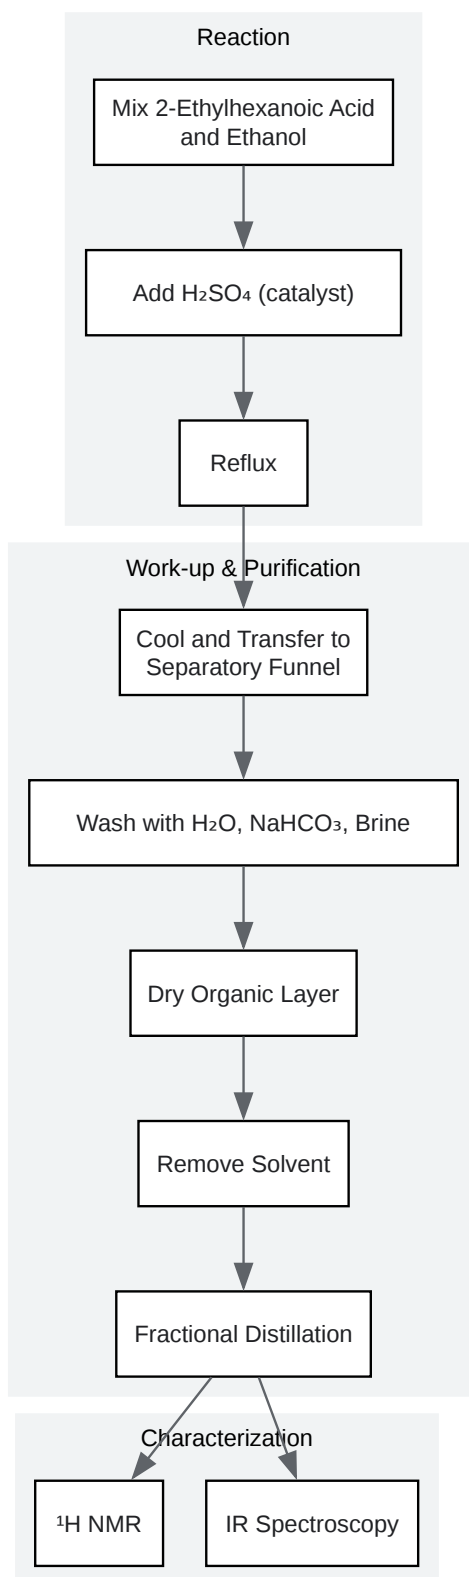 Reaction
Mix 2-Ethylhexanoic Acid
and Ethanol
Add H₂SO₄ (catalyst)
Reflux
Work-up & Purification
Cool and Transfer to
Separatory Funnel
Wash with H₂O, NaHCO₃, Brine
Dry Organic Layer
Remove Solvent
Fractional Distillation
Characterization
¹H NMR
IR Spectroscopy